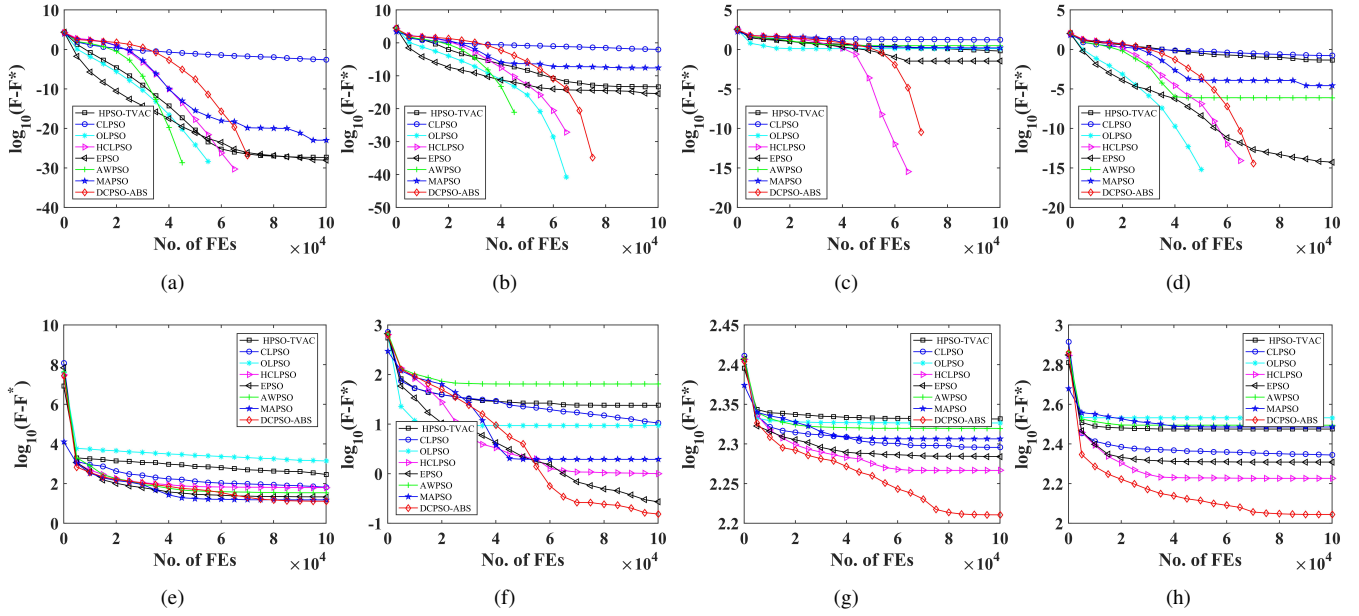 10
0
-10
-20
-30
-40
log10(F-F*)
HPSO-TVAC
CLPSO
OLPSO
HCLPSO
EPSO
AWPSO
MAPSO
DCPSO-ABS
0 2 4 6 8 10
No. of FEs
×10^4
(a)
10
0
-10
-20
-30
-40
-50
log10(F-F*)
HPSO-TVAC
CLPSO
OLPSO
HCLPSO
EPSO
AWPSO
MAPSO
DCPSO-ABS
0 2 4 6 8 10
No. of FEs
×10^4
(b)
5
0
-5
-10
-15
-20
log10(F-F*)
HPSO-TVAC
CLPSO
OLPSO
HCLPSO
EPSO
AWPSO
MAPSO
DCPSO-ABS
0 2 4 6 8 10
No. of FEs
×10^4
(c)
5
0
-5
-10
-15
-20
log10(F-F*)
HPSO-TVAC
CLPSO
OLPSO
HCLPSO
EPSO
AWPSO
MAPSO
DCPSO-ABS
0 2 4 6 8 10
No. of FEs
×10^4
(d)
10
8
6
4
2
0
log10(F-F*)
HPSO-TVAC
CLPSO
OLPSO
HCLPSO
EPSO
AWPSO
MAPSO
DCPSO-ABS
0 2 4 6 8 10
No. of FEs
×10^4
(e)
3
2
1
0
-1
log10(F-F*)
HPSO-TVAC
CLPSO
OLPSO
HCLPSO
EPSO
AWPSO
MAPSO
DCPSO-ABS
0 2 4 6 8 10
No. of FEs
×10^4
(f)
2.45
2.4
2.35
2.3
2.25
2.2
log10(F-F*)
HPSO-TVAC
CLPSO
OLPSO
HCLPSO
EPSO
AWPSO
MAPSO
DCPSO-ABS
0 2 4 6 8 10
No. of FEs
×10^4
(g)
3
2.8
2.6
2.4
2.2
2
log10(F-F*)
HPSO-TVAC
CLPSO
OLPSO
HCLPSO
EPSO
AWPSO
MAPSO
DCPSO-ABS
0 2 4 6 8 10
No. of FEs
×10^4
(h)